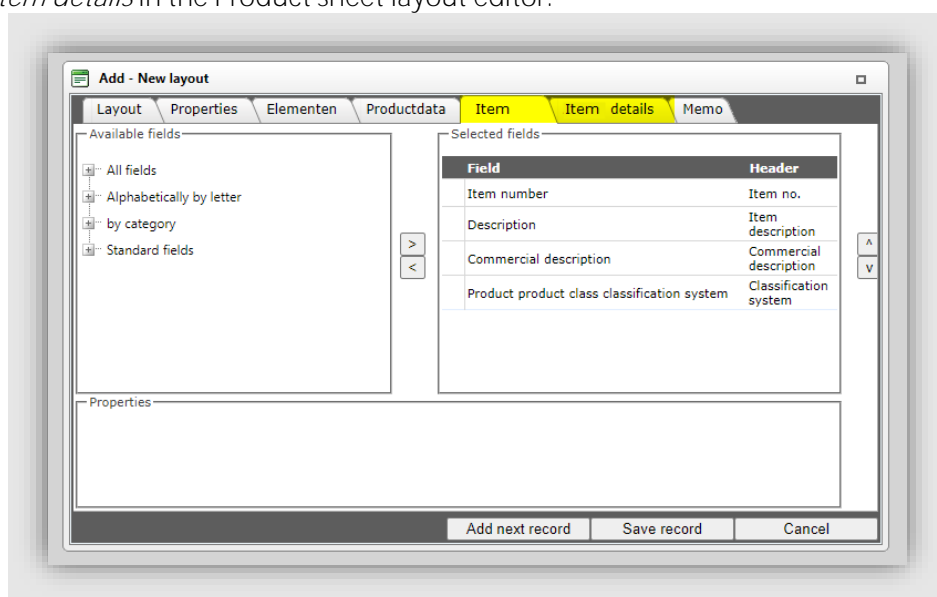 tem details in the Product sheet layout editor.
Add - New layout
Layout Properties Elementen Productdata Item Item details Memo
Available fields
All fields
Alphabetically by letter
by category
Standard fields
>
<
Selected fields
Field Header
Item number Item no.
Description Item
description
Commercial description Commercial
description
Product product class classification system Classification
system
^
v
Properties
Add next record Save record Cancel